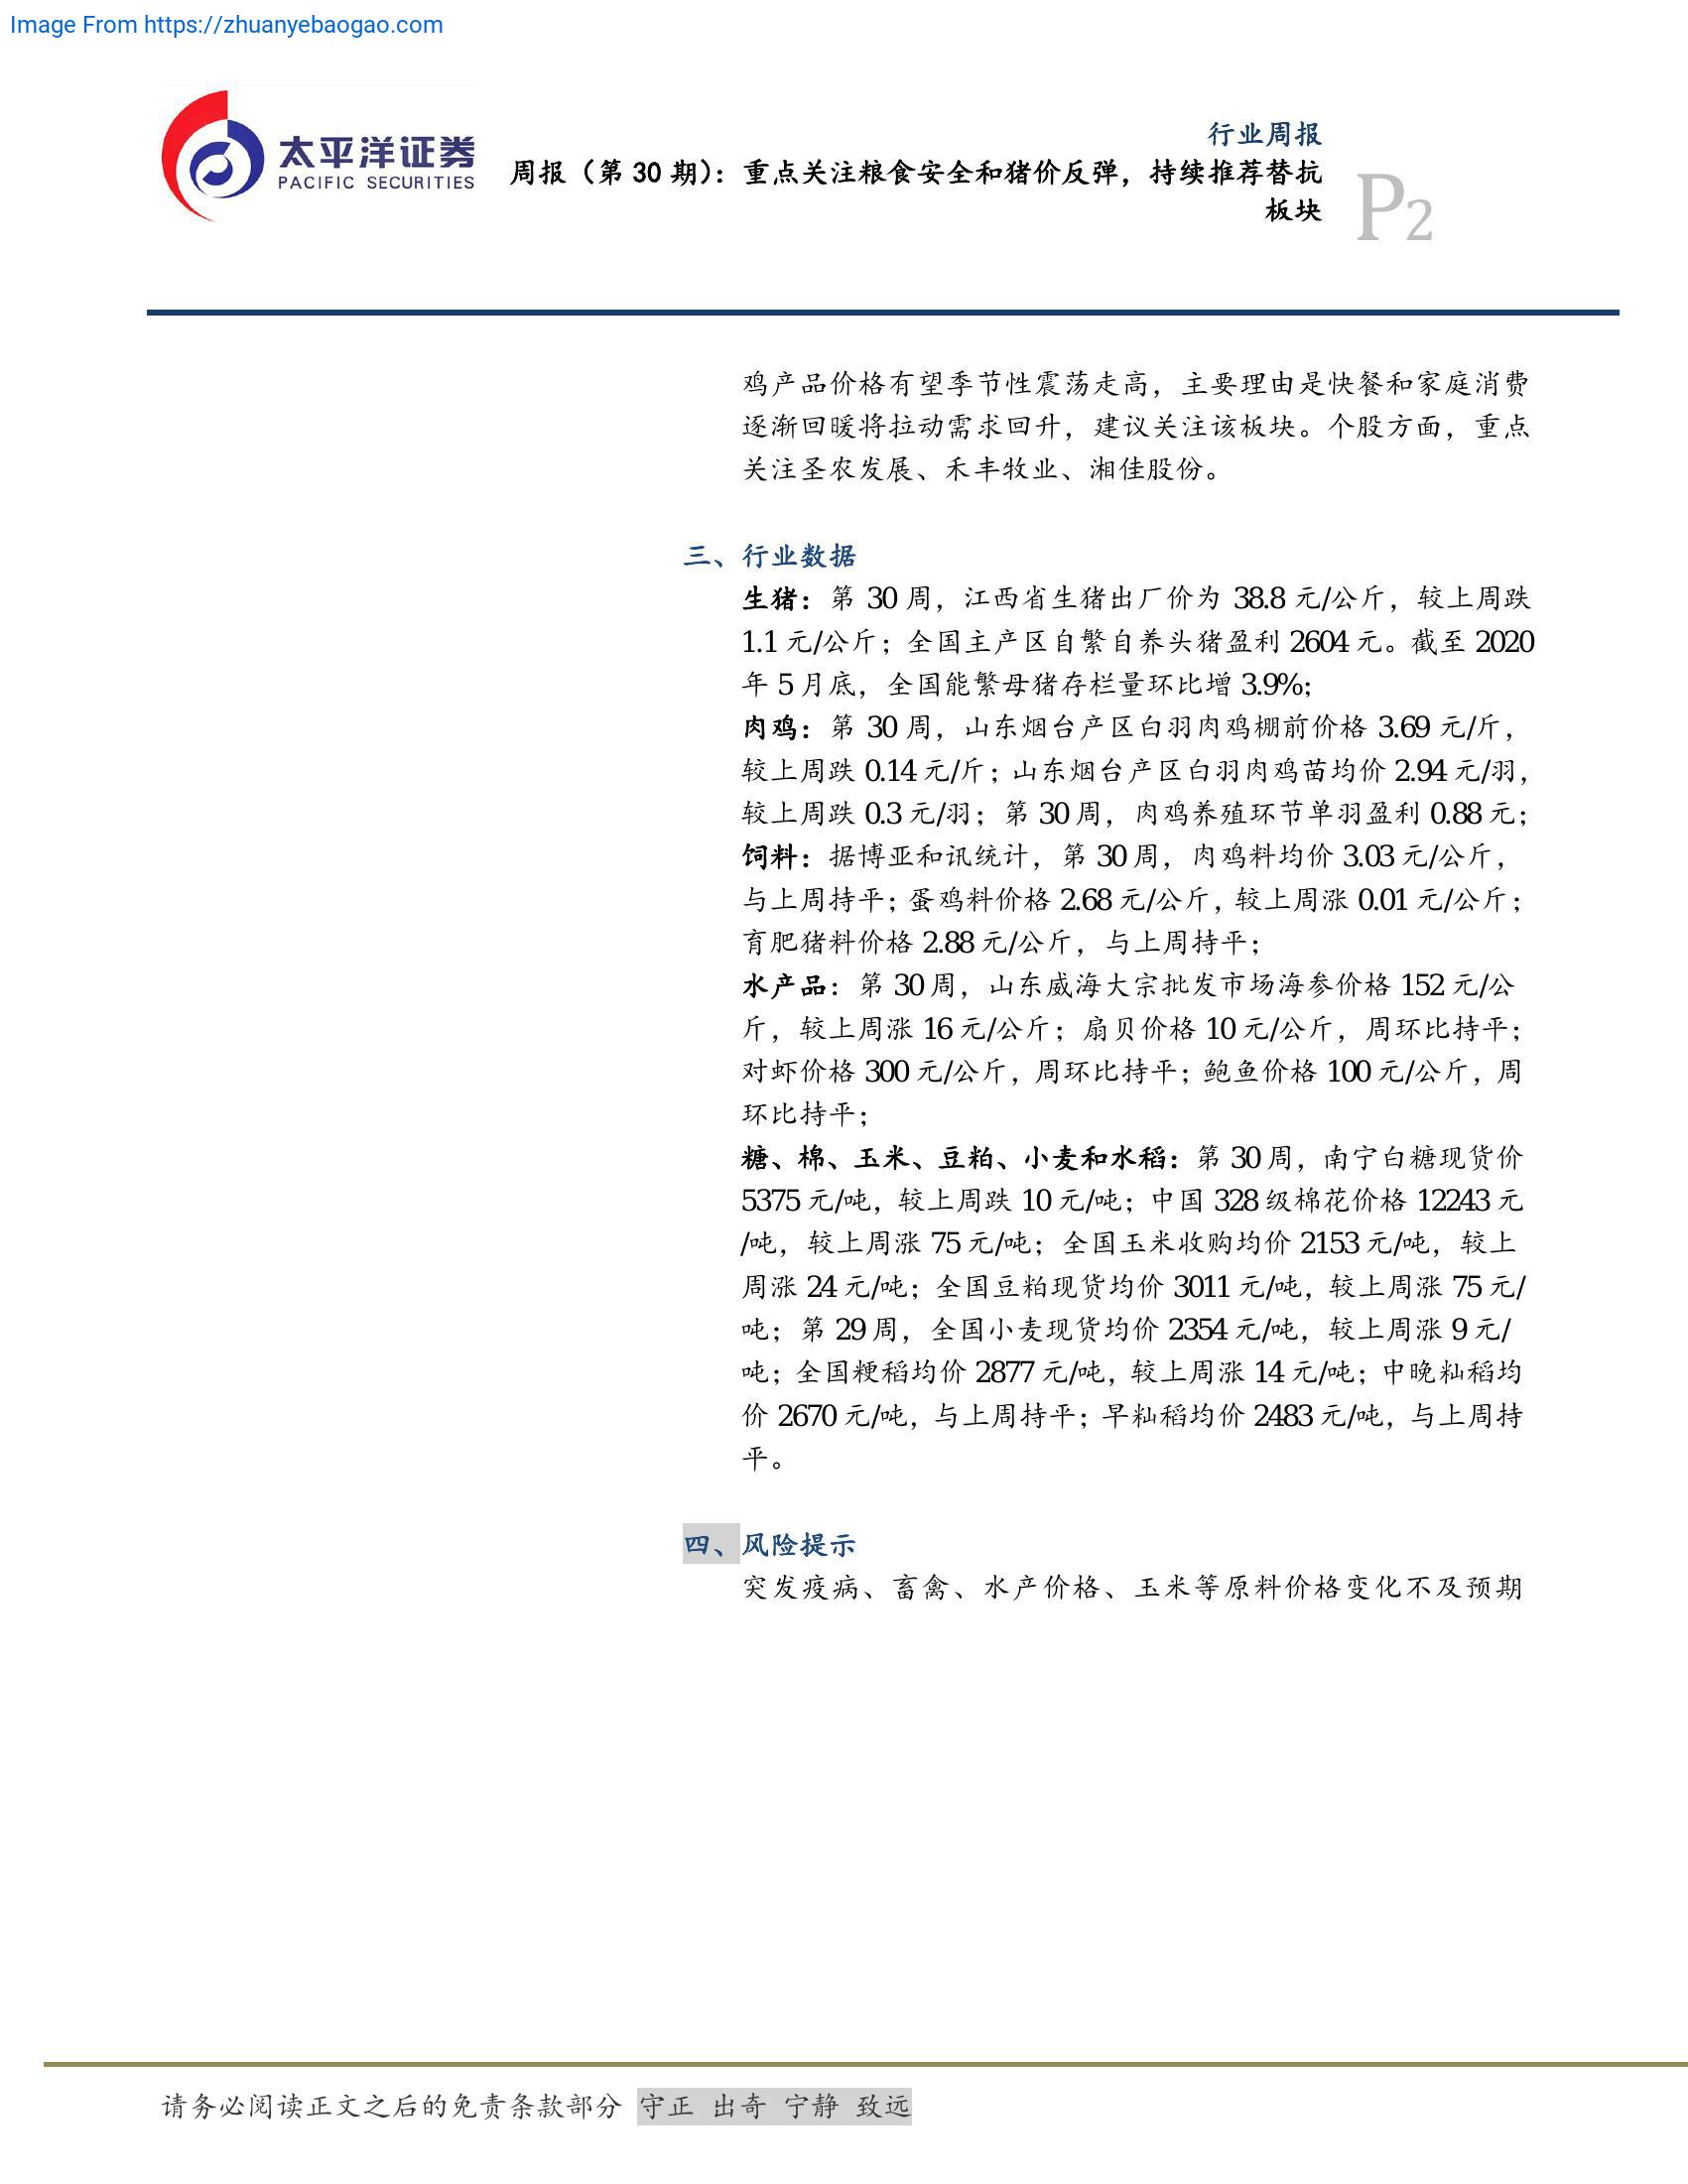 Image From https://zhuanyebaogao.com
太平洋证券
PACIFIC SECURITIES
行业周报
周报（第 30 期）：重点关注粮食安全和猪价反弹，持续推荐替抗
板块
P2
鸡产品价格有望季节性震荡走高，主要理由是快餐和家庭消费
逐渐回暖将拉动需求回升，建议关注该板块。个股方面，重点
关注圣农发展、禾丰牧业、湘佳股份。
三、行业数据
生猪：第 30 周，江西省生猪出厂价为 38.8 元/公斤，较上周跌
1.1 元/公斤；全国主产区自繁自养头猪盈利 2604 元。截至 2020
年 5 月底，全国能繁母猪存栏量环比增 3.9%；
肉鸡：第 30 周，山东烟台产区白羽肉鸡棚前价格 3.69 元/斤，
较上周跌 0.14 元/斤；山东烟台产区白羽肉鸡苗均价 2.94 元/羽，
较上周跌 0.3 元/羽；第 30 周，肉鸡养殖环节单羽盈利 0.88 元；
饲料：据博亚和讯统计，第 30 周，肉鸡料均价 3.03 元/公斤，
与上周持平；蛋鸡料价格 2.68 元/公斤，较上周涨 0.01 元/公斤；
育肥猪料价格 2.88 元/公斤，与上周持平；
水产品：第 30 周，山东威海大宗批发市场海参价格 152 元/公
斤，较上周涨 16 元/公斤；扇贝价格 10 元/公斤，周环比持平；
对虾价格 300 元/公斤，周环比持平；鲍鱼价格 100 元/公斤，周
环比持平；
糖、棉、玉米、豆粕、小麦和水稻：第 30 周，南宁白糖现货价
5375 元/吨，较上周跌 10 元/吨；中国 328 级棉花价格 12243 元
/吨，较上周涨 75 元/吨；全国玉米收购均价 2153 元/吨，较上
周涨 24 元/吨；全国豆粕现货均价 3011 元/吨，较上周涨 75 元/
吨；第 29 周，全国小麦现货均价 2354 元/吨，较上周涨 9 元/
吨；全国粳稻均价 2877 元/吨，较上周涨 14 元/吨；中晚籼稻均
价 2670 元/吨，与上周持平；早籼稻均价 2483 元/吨，与上周持
平。
四、风险提示
突发疫病、畜禽、水产价格、玉米等原料价格变化不及预期
请务必阅读正文之后的免责条款部分 守正 出奇 宁静 致远